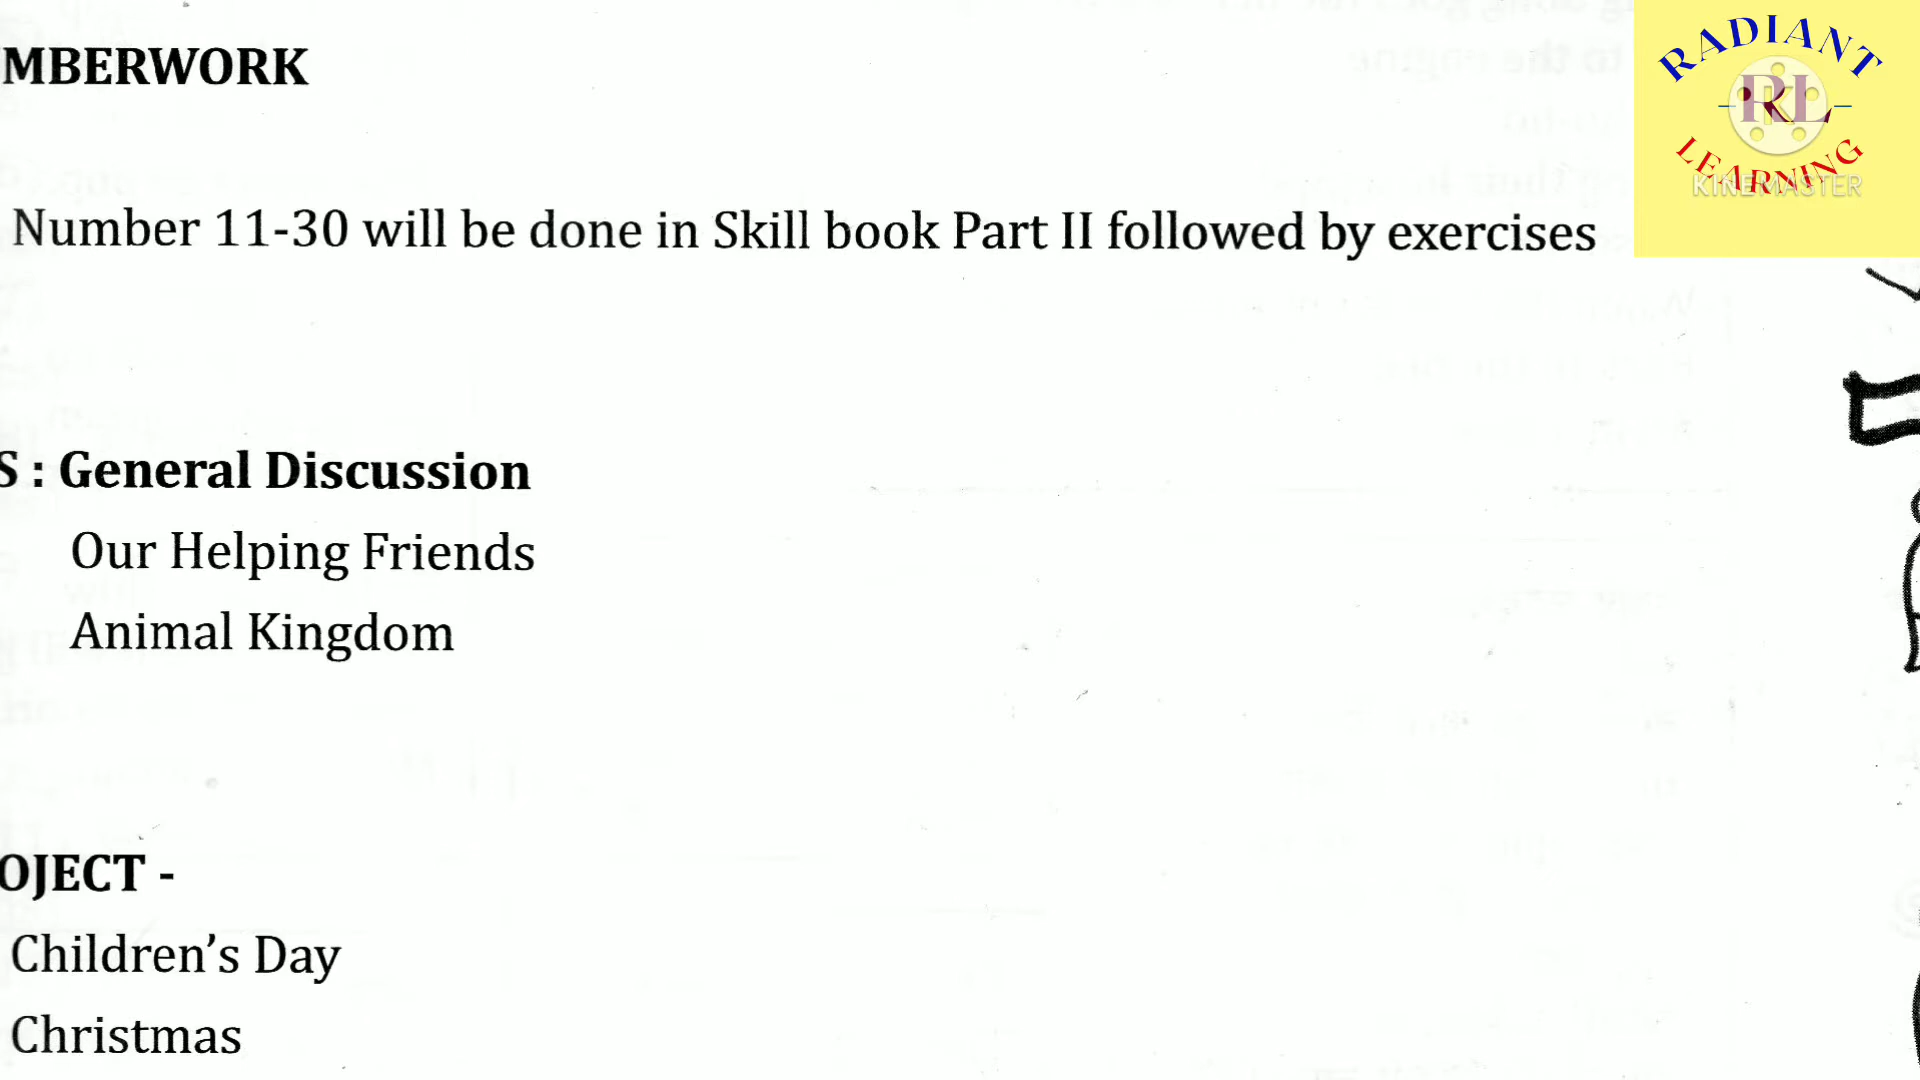 MBERWORK
Number 11-30 will be done in Skill book Part II followed by exercises
S : General Discussion
Our Helping Friends
Animal Kingdom
OJECT -
Children’s Day
Christmas
RADIANT
RL
LEARNING
KINEMASTER